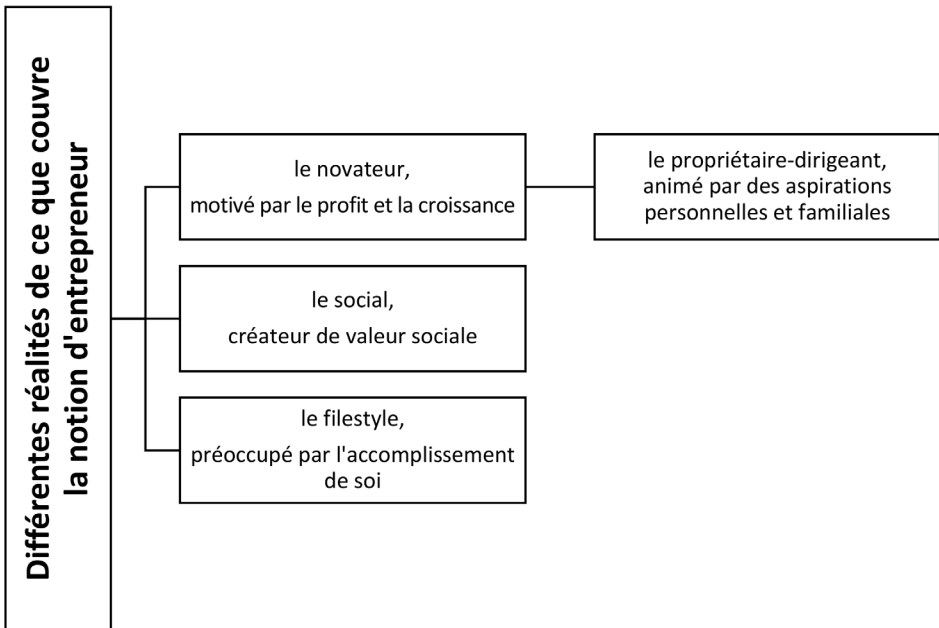 Différentes réalités de ce que couvre
la notion d'entrepreneur
le novateur,
motivé par le profit et la croissance
le propriétaire-dirigeant,
animé par des aspirations
personnelles et familiales
le social,
créateur de valeur sociale
le filestyle,
préoccupé par l'accomplissement
de soi